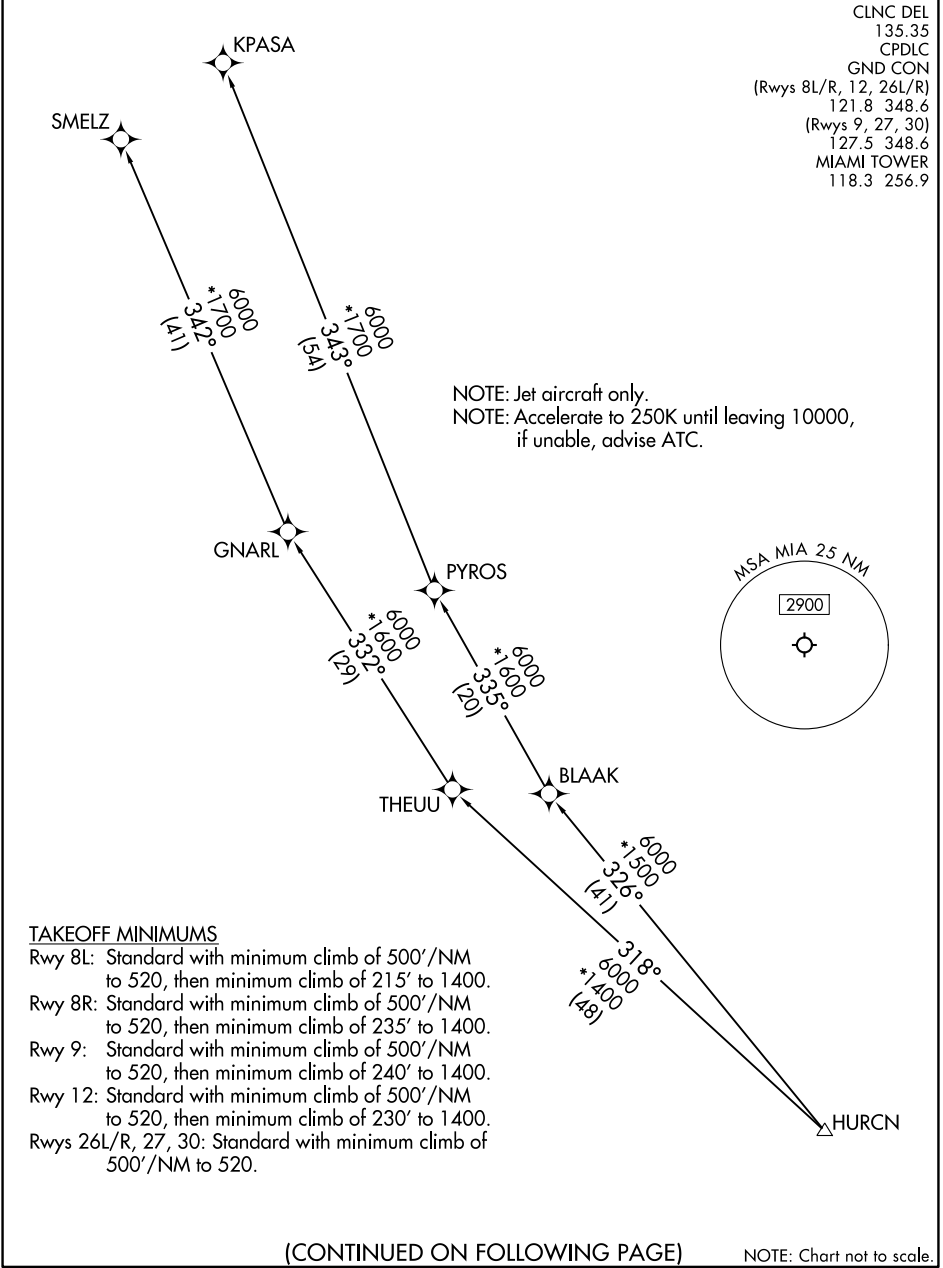 CLNC DEL
135.35
CPDLC
GND CON
(Rwys 8L/R, 12, 26L/R)
121.8 348.6
(Rwys 9, 27, 30)
127.5 348.6
MIAMI TOWER
118.3 256.9
KPASA
SMELZ
6000
*1700
342°
(41)
6000
*1700
343°
(54)
NOTE: Jet aircraft only.
NOTE: Accelerate to 250K until leaving 10000,
if unable, advise ATC.
GNARL
PYROS
MSA MIA 25 NM
2900
6000
*1600
332°
(29)
6000
*1600
335°
(20)
THEUU
BLAAK
6000
*1500
326°
(41)
318°
6000
*1400
(48)
HURCN
TAKEOFF MINIMUMS
Rwy 8L: Standard with minimum climb of 500'/NM
to 520, then minimum climb of 215' to 1400.
Rwy 8R: Standard with minimum climb of 500'/NM
to 520, then minimum climb of 235' to 1400.
Rwy 9: Standard with minimum climb of 500'/NM
to 520, then minimum climb of 240' to 1400.
Rwy 12: Standard with minimum climb of 500'/NM
to 520, then minimum climb of 230' to 1400.
Rwys 26L/R, 27, 30: Standard with minimum climb of
500'/NM to 520.
(CONTINUED ON FOLLOWING PAGE)
NOTE: Chart not to scale.